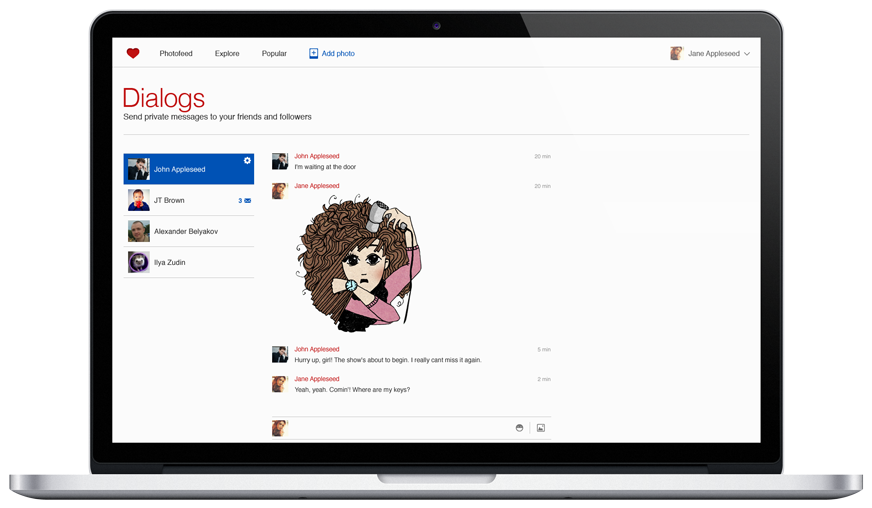 Photofeed
Explore
Popular
Add photo
Jane Appleseed
Dialogs
Send private messages to your friends and followers
John Appleseed
JT Brown
3
Alexander Belyakov
Ilya Zudin
John Appleseed
20 min
I'm waiting at the door
Jane Appleseed
20 min
John Appleseed
5 min
Hurry up, girl! The show's about to begin. I really cant miss it again.
Jane Appleseed
2 min
Yeah, yeah. Comin'! Where are my keys?